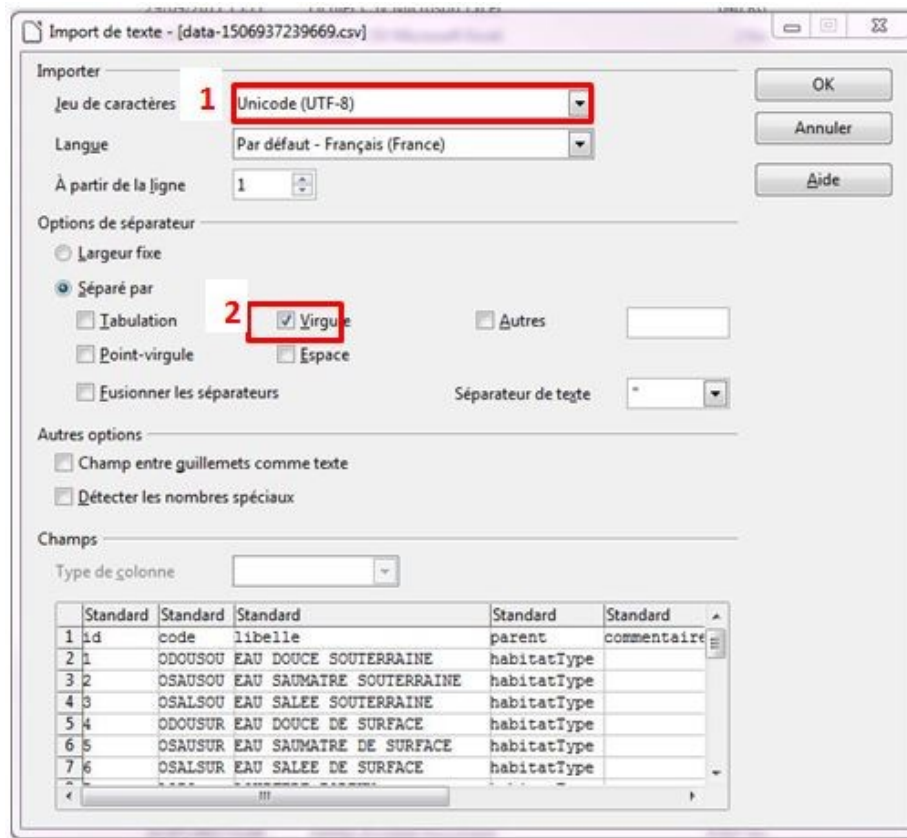 Import de texte - [data-1506937239669.csv]
Importer
Jeu de caractères 1 Unicode (UTF-8)
OK
Langue Par défaut - Français (France)
Annuler
À partir de la ligne 1
Aide
Options de séparateur
Largeur fixe
Séparé par
Tabulation 2 Virgule Autres
Point-virgule Espace
Fusionner les séparateurs Séparateur de texte "
Autres options
Champ entre guillemets comme texte
Détecter les nombres spéciaux
Champs
Type de colonne
Standard Standard Standard Standard Standard
1 id code libelle parent commentaire
2 1 ODOUSOU EAU DOUCE SOUTERRAINE habitatType
3 2 OSAUSOU EAU SAUMATRE SOUTERRAINE habitatType
4 3 OSALSOU EAU SALEE SOUTERRAINE habitatType
5 4 ODOUSUR EAU DOUCE DE SURFACE habitatType
6 5 OSAUSUR EAU SAUMATRE DE SURFACE habitatType
7 6 OSALSUR EAU SALEE DE SURFACE habitatType